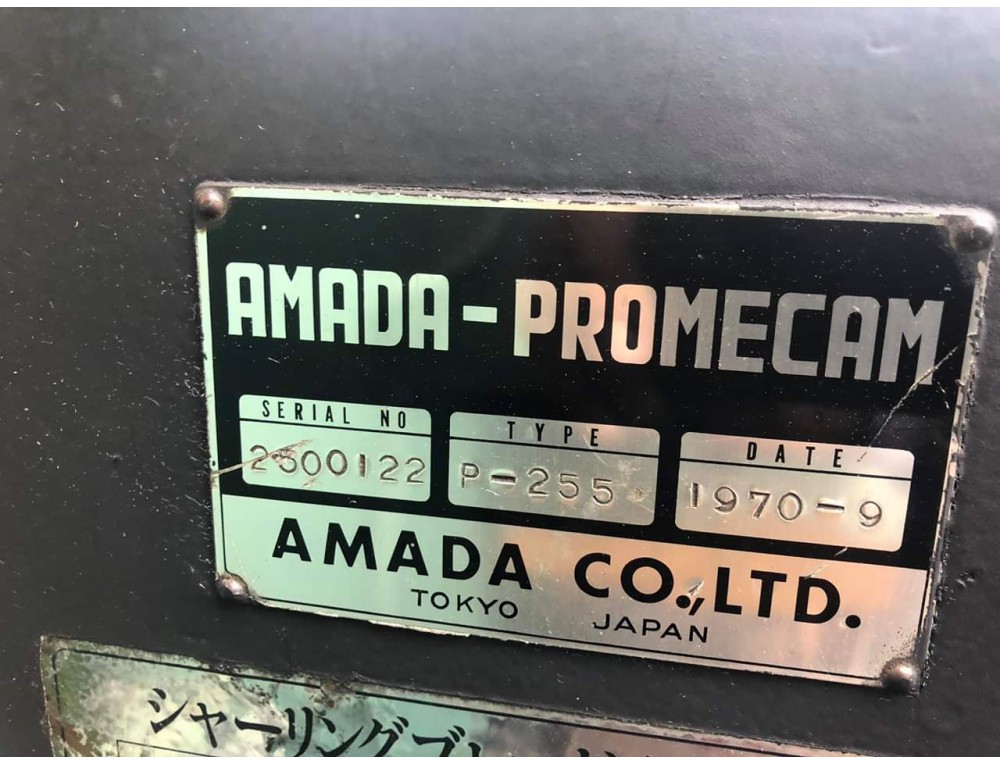 AMADA-PROMECAM
SERIAL NO TYPE DATE
2500122 P-255 1970-9
AMADA CO.,LTD.
TOKYO JAPAN
シャーリングブレ